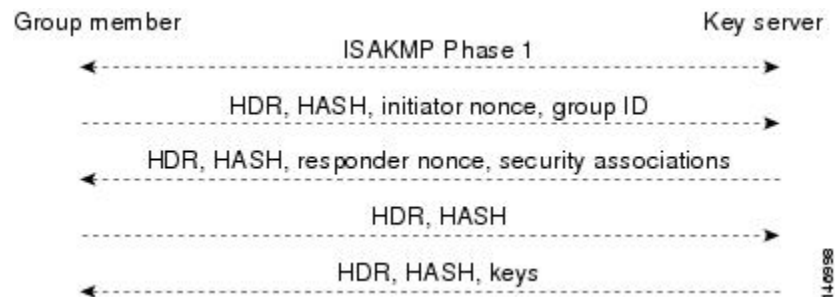 Group member
Key server
ISAKMP Phase 1
HDR, HASH, initiator nonce, group ID
HDR, HASH, responder nonce, security associations
HDR, HASH
HDR, HASH, keys